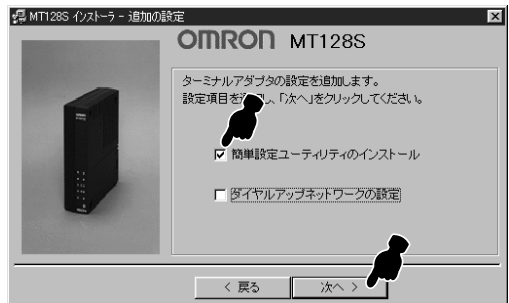 MT128S インストーラ - 追加の設定
OMRON MT128S
ターミナルアダプタの設定を追加します。
設定項目を し、「次へ」をクリックしてください。
簡単設定ユーティリティのインストール
ダイヤルアップネットワークの設定
< 戻る
次へ >